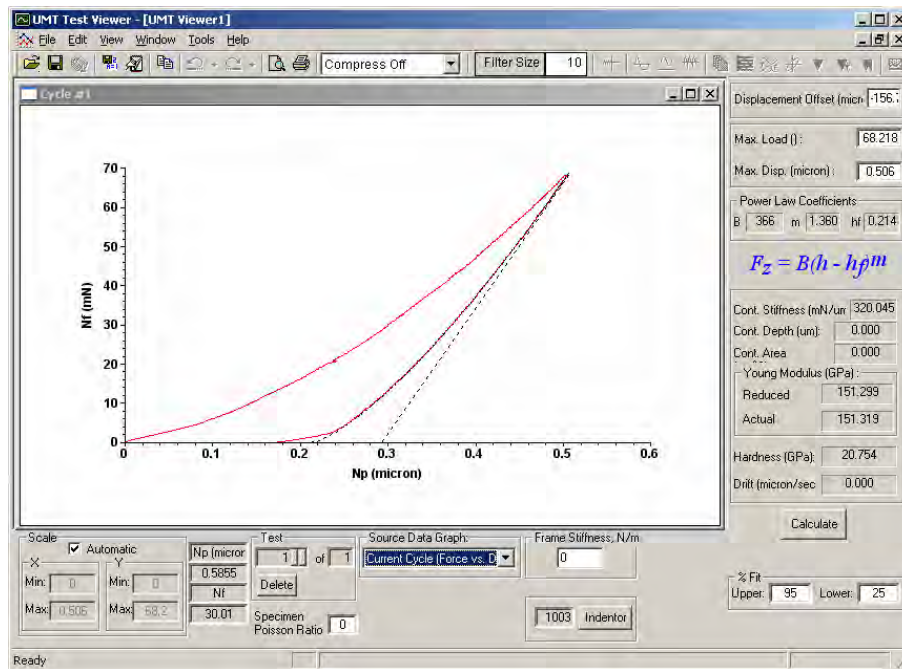 UMT Test Viewer - [UMT Viewer1]
File Edit View Window Tools Help
Compress Off Filter Size 10
Cycle #1
Displacement Offset (micr -156.
Max. Load () : 68.218
Max. Disp. (micron) : 0.506
Power Law Coefficients
B 366 m 1.360 hf 0.214
Fz = B(h - hf)m
Cont. Stiffness (mN/um 320.045
Cont. Depth (um): 0.000
Cont. Area 0.000
Young Modulus (GPa) :
Reduced 151.299
Actual 151.319
Hardness (GPa): 20.754
Drift (micron/sec 0.000
Calculate
% Fit
Upper: 95 Lower: 25
70
60
50
40
30
20
10
0
Nf (mN)
0 0.1 0.2 0.3 0.4 0.5 0.6
Np (micron)
Scale
Automatic
X
Min: 0
Max: 0.506
Y
Min: 0
Max: 68.2
Np (micror
0.5855
Nf
30.01
Test
1 of 1
Delete
Specimen
Poisson Ratio 0
Source Data Graph:
Current Cycle (Force vs. D
Frame Stiffness, N/m
0
1003 Indentor
Ready